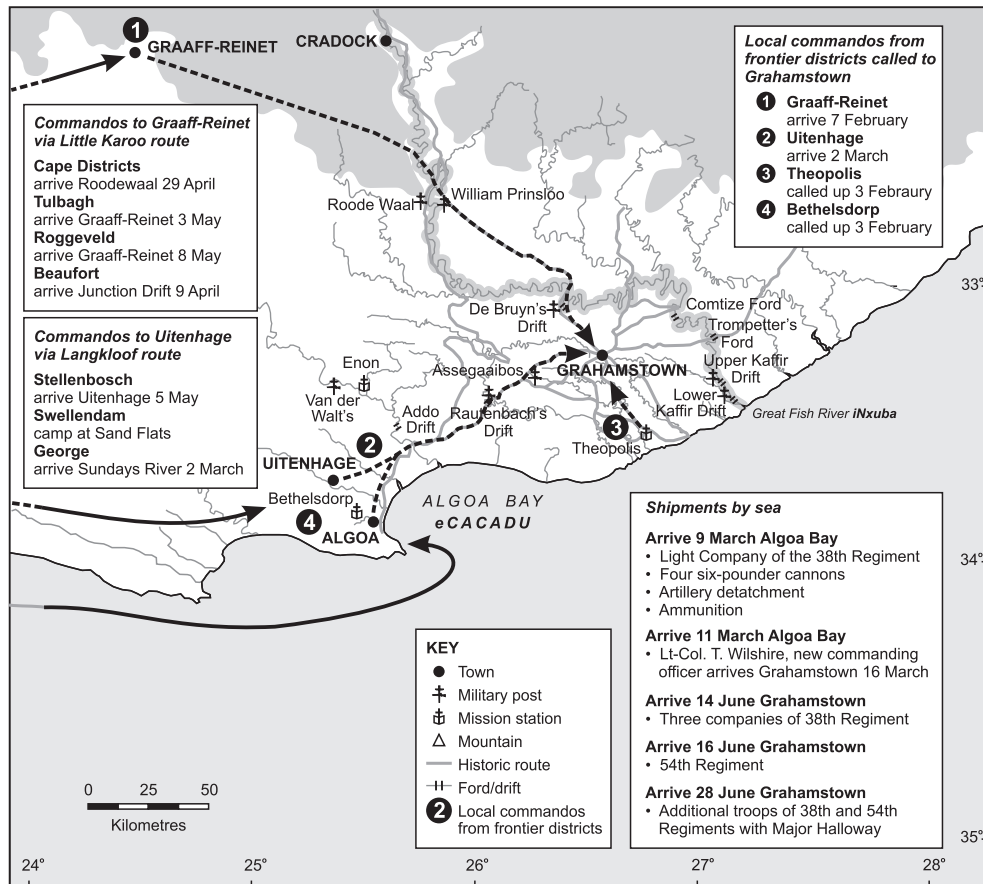 1
GRAAFF-REINET
CRADOCK
Local commandos from
frontier districts called to
Grahamstown
1 Graaff-Reinet
arrive 7 February
2 Uitenhage
arrive 2 March
3 Theopolis
called up 3 Febraury
4 Bethelsdorp
called up 3 February
Commandos to Graaff-Reinet
via Little Karoo route
Cape Districts
arrive Roodewaal 29 April
Tulbagh
arrive Graaff-Reinet 3 May
Roggeveld
arrive Graaff-Reinet 8 May
Beaufort
arrive Junction Drift 9 April
Commandos to Uitenhage
via Langkloof route
Stellenbosch
arrive Uitenhage 5 May
Swellendam
camp at Sand Flats
George
arrive Sundays River 2 March
Roode Waal
William Prinsloo
33°
De Bruyn's
Drift
Comtize Ford
Trompetter's
Ford
Upper Kaffir
Drift
Lower
Kaffir Drift
Great Fish River iNxuba
GRAHAMSTOWN
Assegaaibos
Enon
Van der
Walt's
Addo
Drift
Rautenbach's
Drift
3
Theopolis
2
UITENHAGE
Bethelsdorp
4
ALGOA
ALGOA BAY
eCACADU
34°
Shipments by sea
Arrive 9 March Algoa Bay
• Light Company of the 38th Regiment
• Four six-pounder cannons
• Artillery detatchment
• Ammunition
Arrive 11 March Algoa Bay
• Lt-Col. T. Wilshire, new commanding
officer arrives Grahamstown 16 March
Arrive 14 June Grahamstown
• Three companies of 38th Regiment
Arrive 16 June Grahamstown
• 54th Regiment
Arrive 28 June Grahamstown
• Additional troops of 38th and 54th
Regiments with Major Halloway
KEY
Town
Military post
Mission station
Mountain
Historic route
Ford/drift
2 Local commandos
from frontier districts
0 25 50
Kilometres
35°
24° 25° 26° 27° 28°